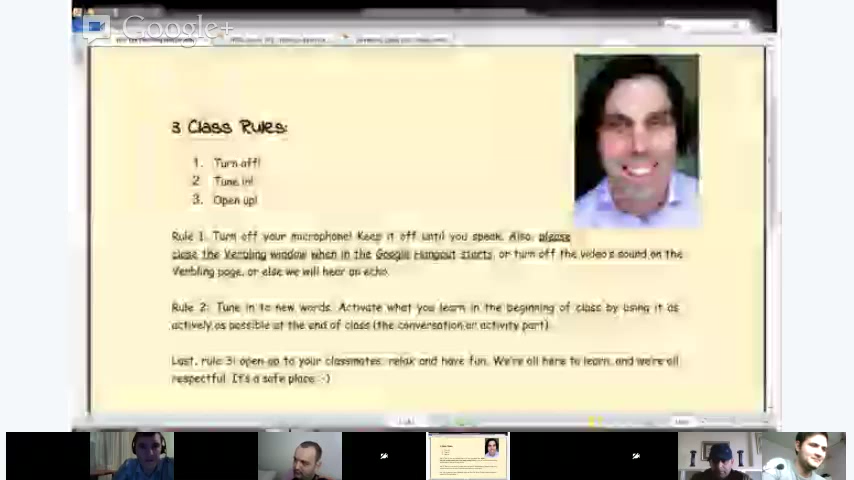 Google+
3 Class Rules:
1. Turn off!
2. Tune in!
3. Open up!
Rule 1: Turn off your microphone! Keep it off until you speak. Also, please
close the Verbling window when in the Google Hangout starts, or turn off the video's sound on the
Verbling page, or else we will hear an echo.
Rule 2: Tune in to new words. Activate what you learn in the beginning of class by using it as
actively as possible at the end of class (the conversation or activity part).
Last, rule 3: open up to your classmates, relax and have fun. We're all here to learn, and we're all
respectful. It's a safe place :-)